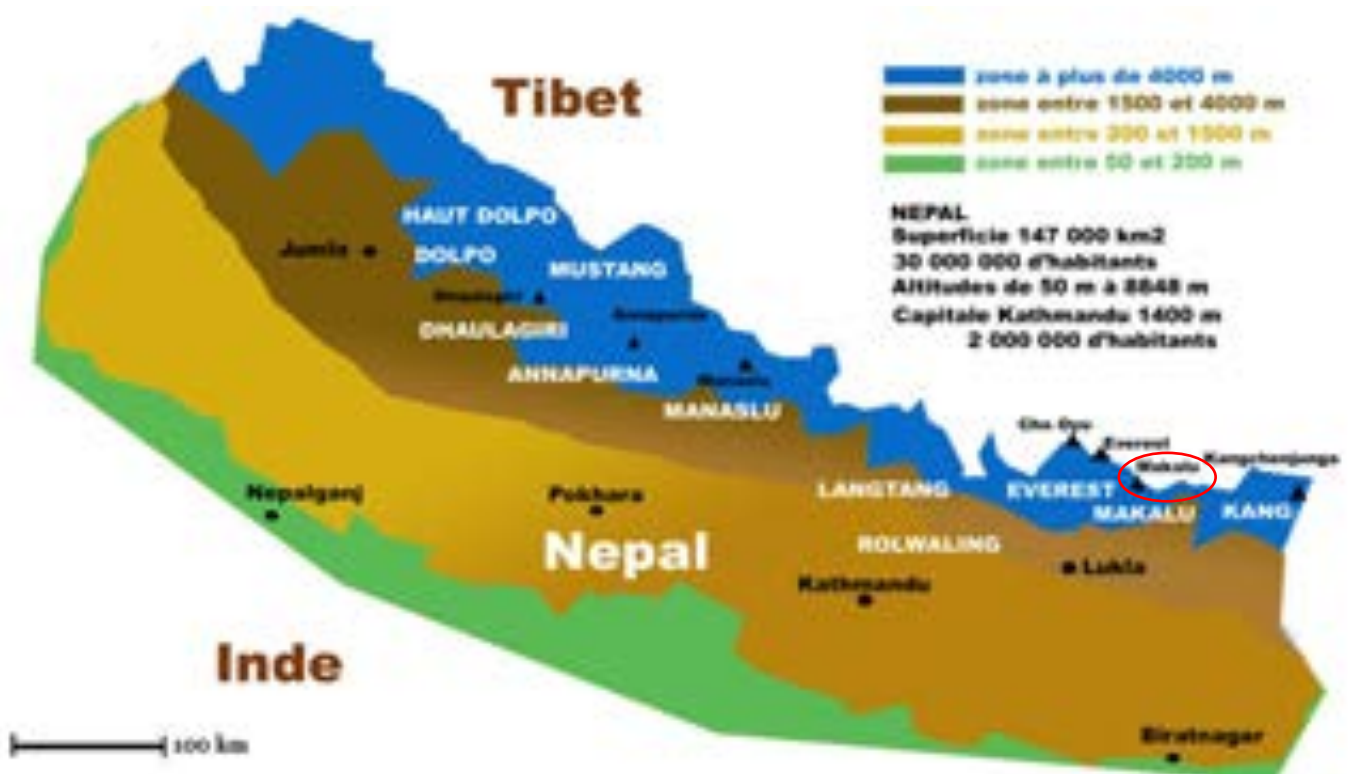 Tibet
zone à plus de 4000 m
zone entre 1500 et 4000 m
zone entre 200 et 1500 m
zone entre 50 et 200 m
NEPAL
Superficie 147 000 km2
30 000 000 d'habitants
Altitudes de 50 m à 8848 m
Capitale Kathmandu 1400 m
2 000 000 d'habitants
HAUT DOLPO
Jumla
DOLPO
MUSTANG
Dhaulagiri
Annapurna
DHAULAGIRI
ANNAPURNA
Manaslu
MANASLU
Cho Oyu
Everest
Makalu
Kangchenjunga
LANGTANG
EVEREST
MAKALU
KANG
Nepalganj
Pokhara
Nepal
ROLWALING
Lukla
Kathmandu
Inde
100 km
Biratnagar